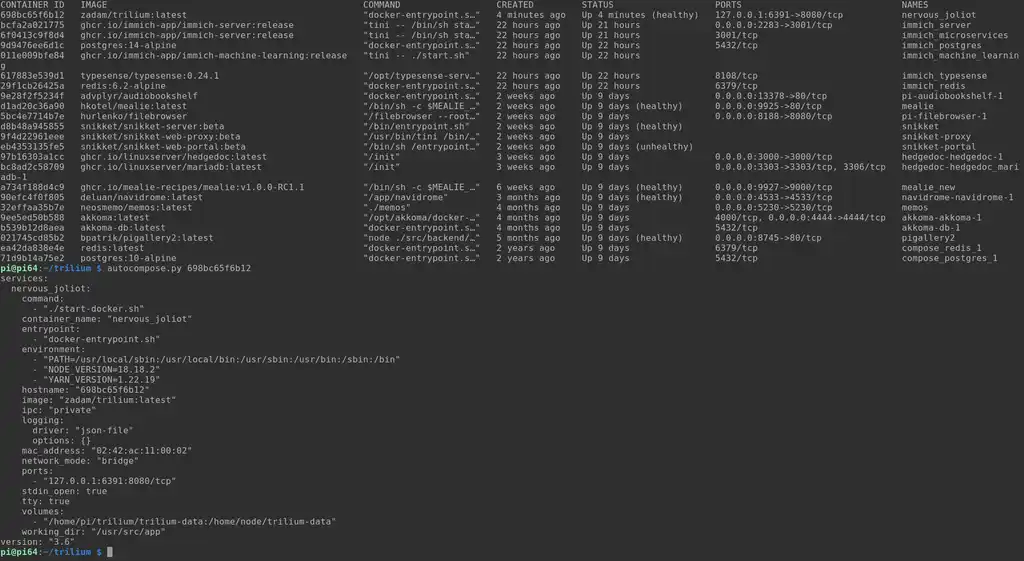 CONTAINER ID   IMAGE                                              COMMAND                  CREATED         STATUS                   PORTS                              NAMES
698bc65f6b12   zadam/trilium:latest                               "docker-entrypoint.s…"   4 minutes ago   Up 4 minutes (healthy)   127.0.0.1:6391->8080/tcp           nervous_joliot
bcfa2a021775   ghcr.io/immich-app/immich-server:release           "tini -- /bin/sh sta…"   22 hours ago    Up 21 hours              0.0.0.0:2283->3001/tcp             immich_server
6f0413c9f8d4   ghcr.io/immich-app/immich-server:release           "tini -- /bin/sh sta…"   22 hours ago    Up 21 hours              3001/tcp                           immich_microservices
9d9476ee6d1c   postgres:14-alpine                                 "docker-entrypoint.s…"   22 hours ago    Up 22 hours              5432/tcp                           immich_postgres
011e009bfe84   ghcr.io/immich-app/immich-machine-learning:release "tini -- ./start.sh"     22 hours ago    Up 22 hours                                                 immich_machine_learnin
g
617883e539d1   typesense/typesense:0.24.1                         "/opt/typesense-serv…"   22 hours ago    Up 22 hours              8108/tcp                           immich_typesense
29f1cb26425a   redis:6.2-alpine                                   "docker-entrypoint.s…"   22 hours ago    Up 22 hours              6379/tcp                           immich_redis
9e28f2f5234f   advplyr/audiobookshelf                             "docker-entrypoint.s…"   2 weeks ago     Up 9 days                0.0.0.0:13378->80/tcp              pi-audiobookshelf-1
d1ad20c36a90   hkotel/mealie:latest                               "/bin/sh -c $MEALIE_…"   2 weeks ago     Up 9 days (healthy)      0.0.0.0:9925->80/tcp               mealie
5bc4e7714b7e   hurlenko/filebrowser                               "/filebrowser --root…"   2 weeks ago     Up 9 days                0.0.0.0:8188->8080/tcp             pi-filebrowser-1
d8b48a945855   snikket/snikket-server:beta                        "/bin/entrypoint.sh"     2 weeks ago     Up 9 days (healthy)                                         snikket
9f4d22961eee   snikket/snikket-web-proxy:beta                     "/usr/bin/tini /bin/…"   2 weeks ago     Up 9 days                                                   snikket-proxy
eb4353135fe5   snikket/snikket-web-portal:beta                    "/bin/sh /entrypoint…"   2 weeks ago     Up 9 days (unhealthy)                                       snikket-portal
97b16303a1cc   ghcr.io/linuxserver/hedgedoc:latest                "/init"                  3 weeks ago     Up 9 days                0.0.0.0:3000->3000/tcp             hedgedoc-hedgedoc-1
bc8ad2c58709   ghcr.io/linuxserver/mariadb:latest                 "/init"                  3 weeks ago     Up 9 days                0.0.0.0:3303->3303/tcp, 3306/tcp   hedgedoc-hedgedoc_mari
adb-1
a734f188d4c9   ghcr.io/mealie-recipes/mealie:v1.0.0-RC1.1         "/bin/sh -c $MEALIE_…"   6 weeks ago     Up 9 days (healthy)      0.0.0.0:9927->9000/tcp             mealie_new
90efc4f0f805   deluan/navidrome:latest                            "/app/navidrome"         3 months ago    Up 9 days (healthy)      0.0.0.0:4533->4533/tcp             navidrome-navidrome-1
32effaa35b7e   neosmemo/memos:latest                              "./memos"                4 months ago    Up 9 days                0.0.0.0:5230->5230/tcp             memos
9ee5ed50b588   akkoma:latest                                      "/opt/akkoma/docker-…"   4 months ago    Up 9 days                4000/tcp, 0.0.0.0:4444->4444/tcp   akkoma-akkoma-1
b539b12d8aea   akkoma-db:latest                                   "docker-entrypoint.s…"   4 months ago    Up 9 days                5432/tcp                           akkoma-db-1
021745cd85b2   bpatrik/pigallery2:latest                          "node ./src/backend/…"   5 months ago    Up 9 days (healthy)      0.0.0.0:8745->80/tcp               pigallery2
ea42da838e4e   redis:latest                                       "docker-entrypoint.s…"   2 years ago     Up 9 days                6379/tcp                           compose_redis_1
71d9b14a75e2   postgres:10-alpine                                 "docker-entrypoint.s…"   2 years ago     Up 9 days                5432/tcp                           compose_postgres_1
pi@pi64:~/trilium $ autocompose.py 698bc65f6b12
services:
  nervous_joliot:
    command:
      - "./start-docker.sh"
    container_name: "nervous_joliot"
    entrypoint:
      - "docker-entrypoint.sh"
    environment:
      - "PATH=/usr/local/sbin:/usr/local/bin:/usr/sbin:/usr/bin:/sbin:/bin"
      - "NODE_VERSION=18.18.2"
      - "YARN_VERSION=1.22.19"
    hostname: "698bc65f6b12"
    image: "zadam/trilium:latest"
    ipc: "private"
    logging:
      driver: "json-file"
      options: {}
    mac_address: "02:42:ac:11:00:02"
    network_mode: "bridge"
    ports:
      - "127.0.0.1:6391:8080/tcp"
    stdin_open: true
    tty: true
    volumes:
      - "/home/pi/trilium/trilium-data:/home/node/trilium-data"
    working_dir: "/usr/src/app"
version: "3.6"
pi@pi64:~/trilium $